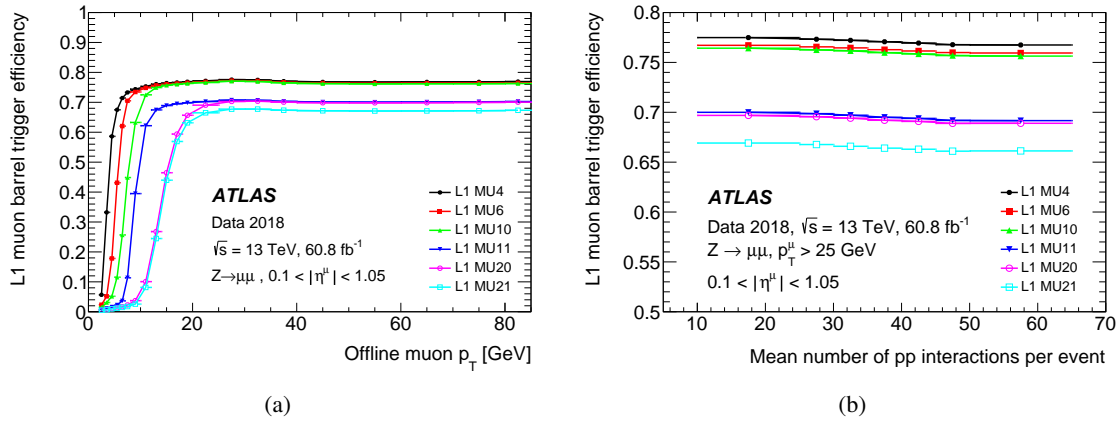 L1 muon barrel trigger efficiency
1
0.9
0.8
0.7
0.6
0.5
0.4
0.3
0.2
0.1
0
0 10 20 30 40 50 60 70 80
Offline muon p_T [GeV]
ATLAS
Data 2018
√s = 13 TeV, 60.8 fb⁻¹
Z→μμ , 0.1 < |η^μ| < 1.05
L1 MU4
L1 MU6
L1 MU10
L1 MU11
L1 MU20
L1 MU21
(a)
L1 muon barrel trigger efficiency
0.8
0.75
0.7
0.65
0.6
0.55
0.5
10 20 30 40 50 60 70
Mean number of pp interactions per event
ATLAS
Data 2018, √s = 13 TeV, 60.8 fb⁻¹
Z → μμ, p_T^μ > 25 GeV
0.1 < |η^μ| < 1.05
L1 MU4
L1 MU6
L1 MU10
L1 MU11
L1 MU20
L1 MU21
(b)